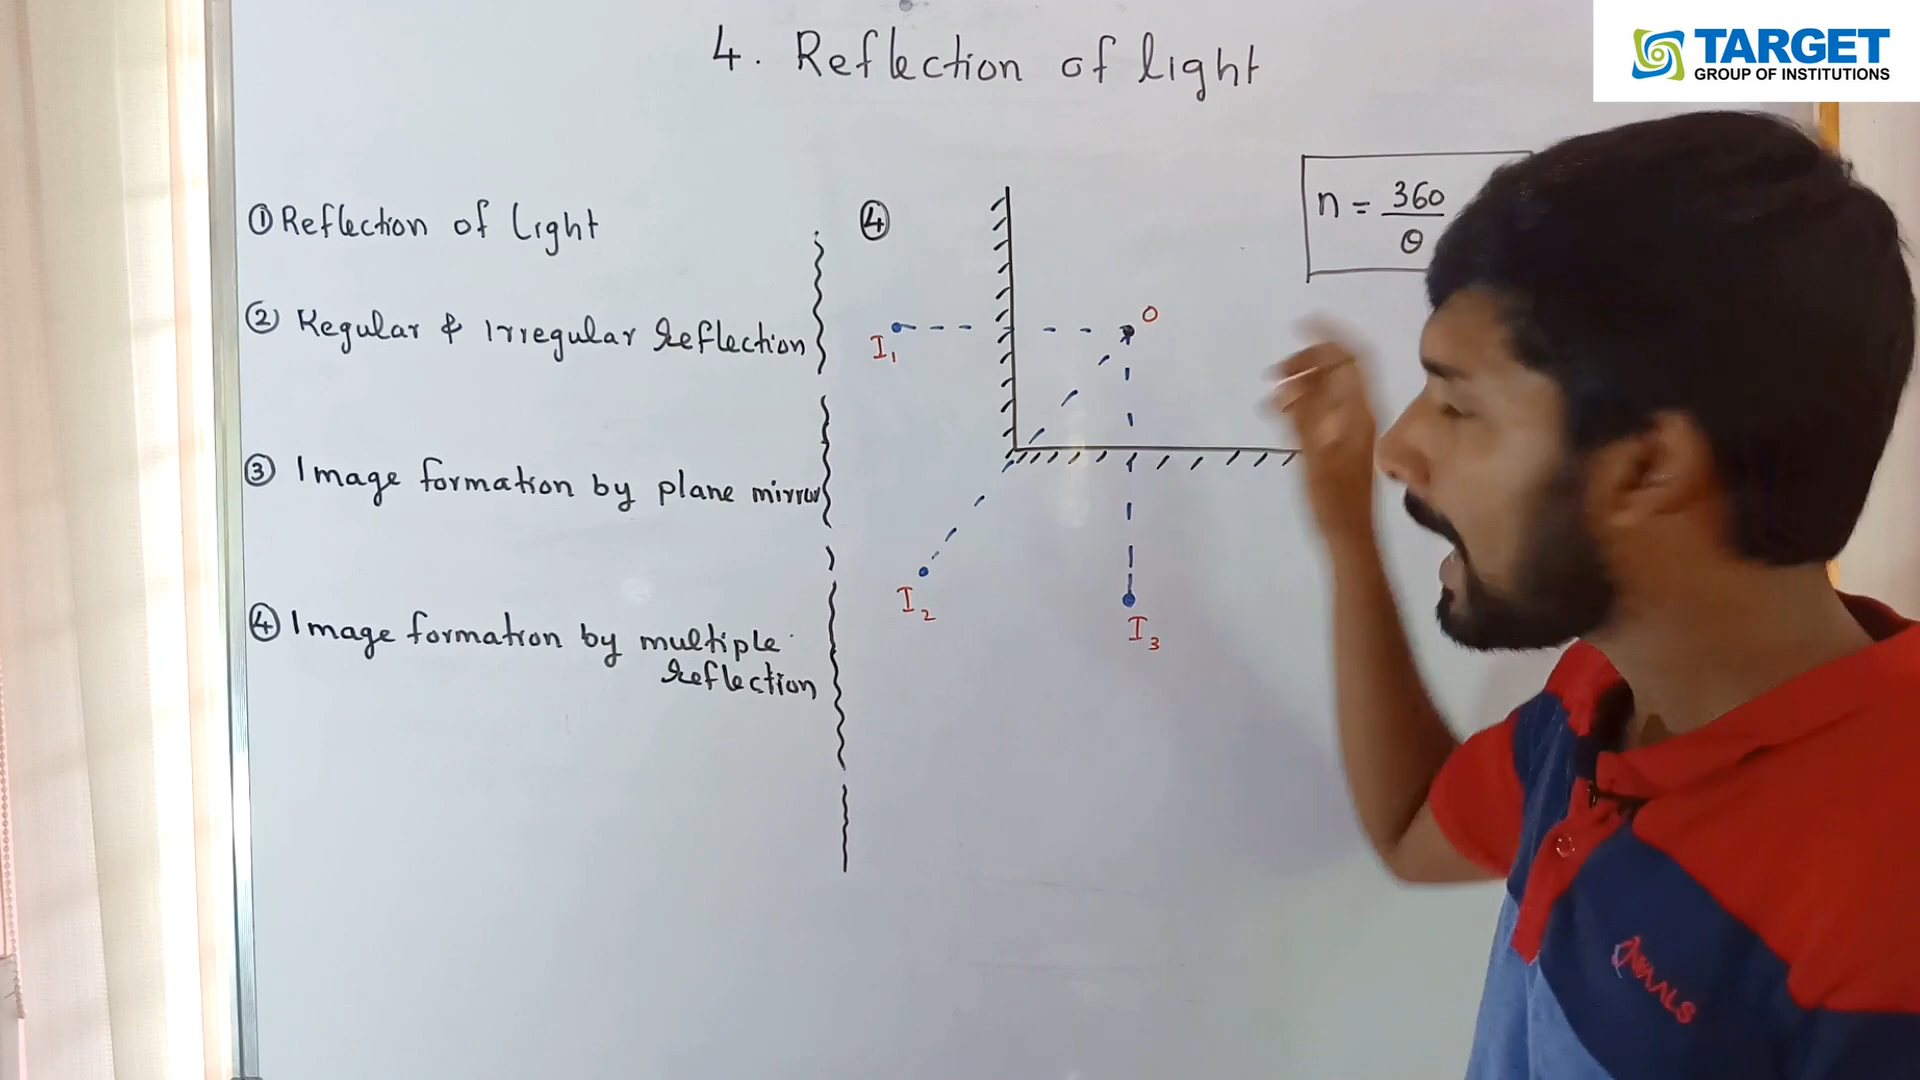 TARGET
GROUP OF INSTITUTIONS
4. Reflection of light
① Reflection of light
② Regular & Irregular reflection
③ Image formation by plane mirror
④ Image formation by multiple
reflection
④
n = 360
θ
O
I₁
I₂
I₃